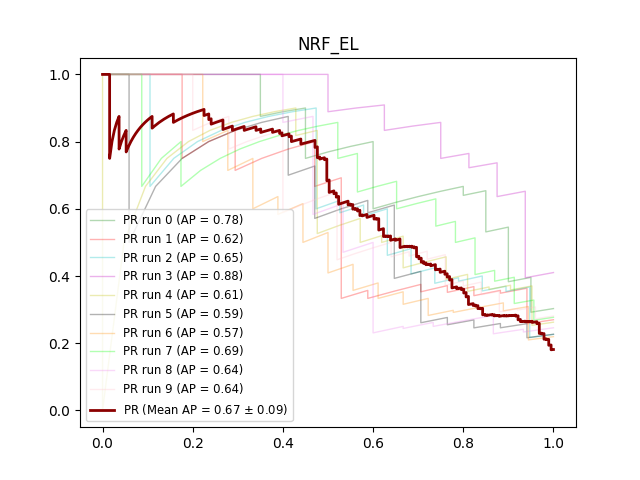 NRF_EL
1.0
0.8
0.6
0.4
0.2
0.0
PR run 0 (AP = 0.78)
PR run 1 (AP = 0.62)
PR run 2 (AP = 0.65)
PR run 3 (AP = 0.88)
PR run 4 (AP = 0.61)
PR run 5 (AP = 0.59)
PR run 6 (AP = 0.57)
PR run 7 (AP = 0.69)
PR run 8 (AP = 0.64)
PR run 9 (AP = 0.64)
PR (Mean AP = 0.67 ± 0.09)
0.0 0.2 0.4 0.6 0.8 1.0